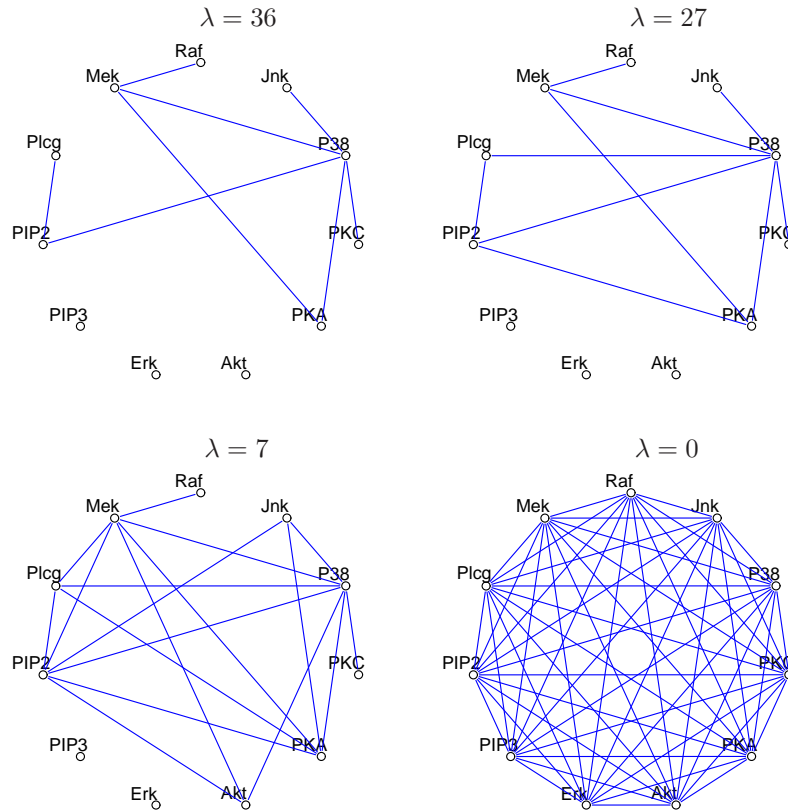 λ = 36
Raf
Mek
Jnk
P38
Plcg
PIP2
PKC
PIP3
PKA
Erk
Akt
λ = 27
Raf
Mek
Jnk
P38
Plcg
PIP2
PKC
PIP3
PKA
Erk
Akt
λ = 7
Raf
Mek
Jnk
P38
Plcg
PIP2
PKC
PIP3
PKA
Erk
Akt
λ = 0
Raf
Mek
Jnk
P38
Plcg
PIP2
PKC
PIP3
PKA
Erk
Akt